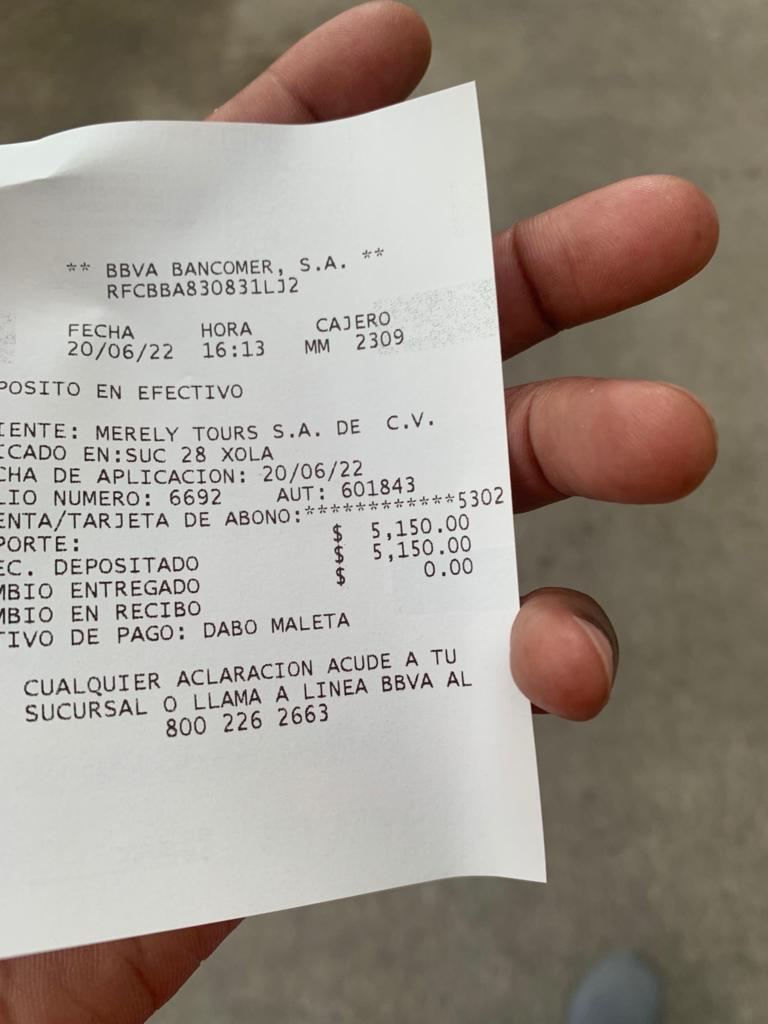 ** BBVA BANCOMER, S.A. **
RFCBBA830831LJ2
FECHA HORA CAJERO
20/06/22 16:13 MM 2309
POSITO EN EFECTIVO
IENTE: MERELY TOURS S.A. DE C.V.
ICADO EN:SUC 28 XOLA
CHA DE APLICACION: 20/06/22
LIO NUMERO: 6692 AUT: 601843
ENTA/TARJETA DE ABONO:************5302
PORTE: $ 5,150.00
EC. DEPOSITADO $ 5,150.00
MBIO ENTREGADO $ 0.00
MBIO EN RECIBO
TIVO DE PAGO: DABO MALETA
CUALQUIER ACLARACION ACUDE A TU
SUCURSAL O LLAMA A LINEA BBVA AL
800 226 2663